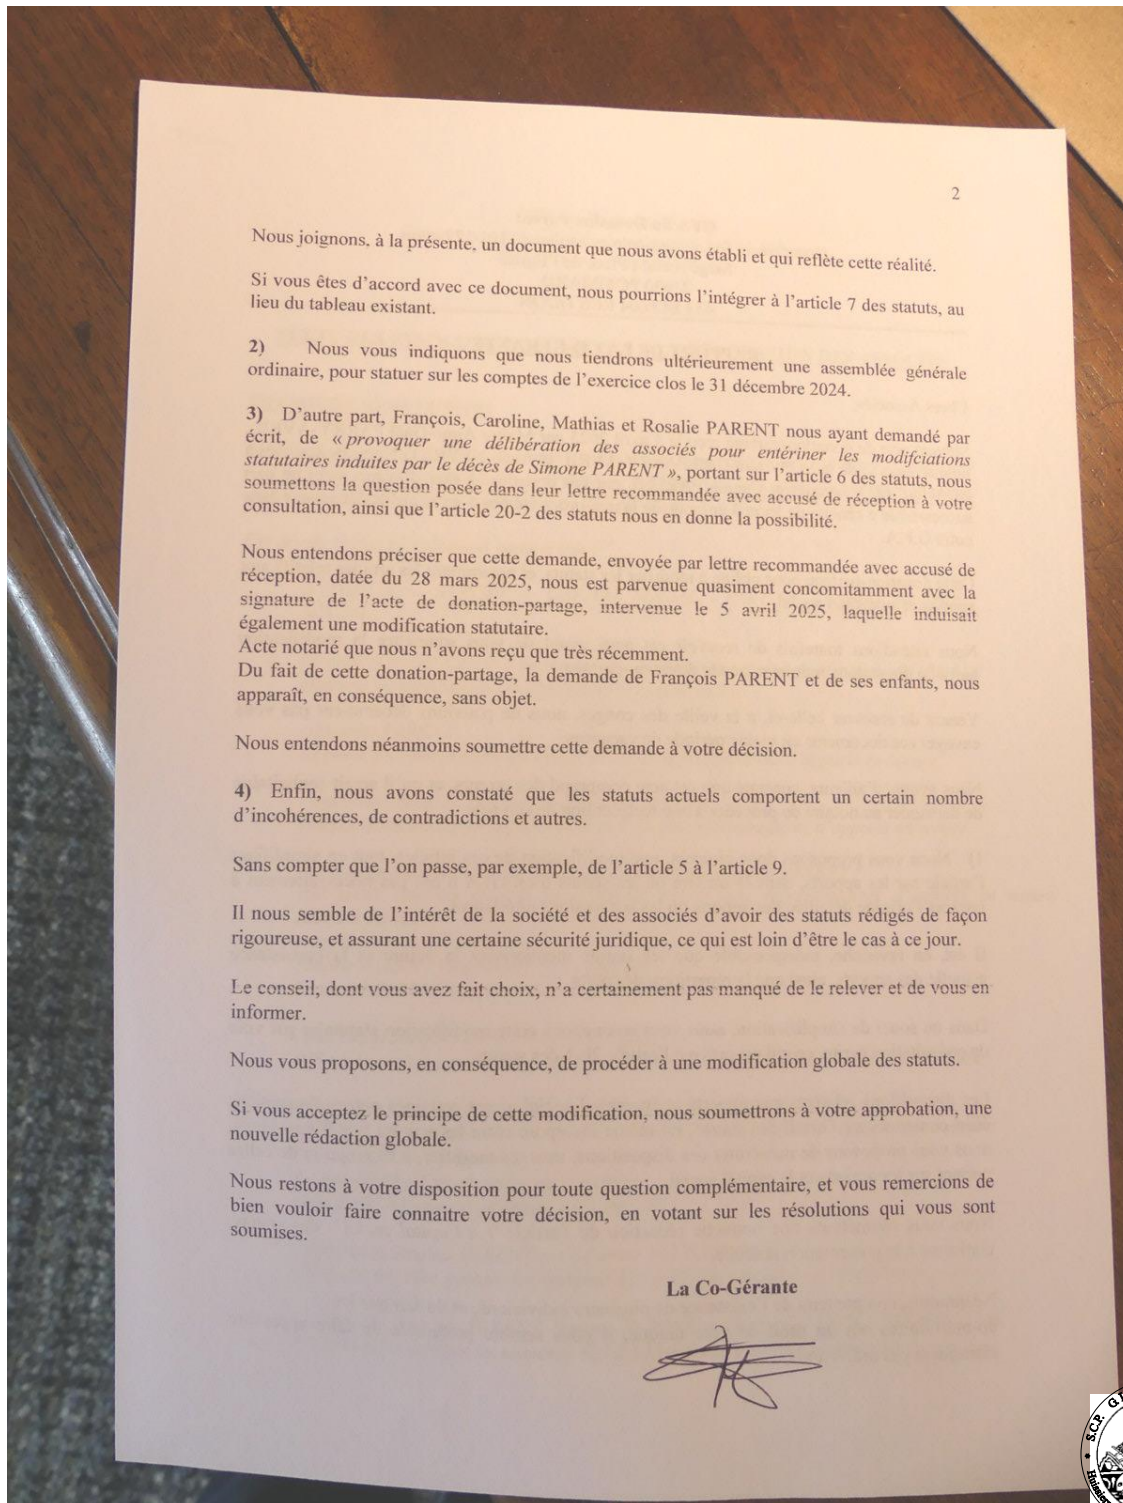 2
Nous joignons, à la présente, un document que nous avons établi et qui reflète cette réalité.
Si vous êtes d'accord avec ce document, nous pourrions l'intégrer à l'article 7 des statuts, au
lieu du tableau existant.
2) Nous vous indiquons que nous tiendrons ultérieurement une assemblée générale
ordinaire, pour statuer sur les comptes de l'exercice clos le 31 décembre 2024.
3) D'autre part, François, Caroline, Mathias et Rosalie PARENT nous ayant demandé par
écrit, de « provoquer une délibération des associés pour entériner les modifciations
statutaires induites par le décès de Simone PARENT », portant sur l'article 6 des statuts, nous
soumettons la question posée dans leur lettre recommandée avec accusé de réception à votre
consultation, ainsi que l'article 20-2 des statuts nous en donne la possibilité.
Nous entendons préciser que cette demande, envoyée par lettre recommandée avec accusé de
réception, datée du 28 mars 2025, nous est parvenue quasiment concomitamment avec la
signature de l'acte de donation-partage, intervenue le 5 avril 2025, laquelle induisait
également une modification statutaire.
Acte notarié que nous n'avons reçu que très récemment.
Du fait de cette donation-partage, la demande de François PARENT et de ses enfants, nous
apparaît, en conséquence, sans objet.
Nous entendons néanmoins soumettre cette demande à votre décision.
4) Enfin, nous avons constaté que les statuts actuels comportent un certain nombre
d'incohérences, de contradictions et autres.
Sans compter que l'on passe, par exemple, de l'article 5 à l'article 9.
Il nous semble de l'intérêt de la société et des associés d'avoir des statuts rédigés de façon
rigoureuse, et assurant une certaine sécurité juridique, ce qui est loin d'être le cas à ce jour.
Le conseil, dont vous avez fait choix, n'a certainement pas manqué de le relever et de vous en
informer.
Nous vous proposons, en conséquence, de procéder à une modification globale des statuts.
Si vous acceptez le principe de cette modification, nous soumettrons à votre approbation, une
nouvelle rédaction globale.
Nous restons à votre disposition pour toute question complémentaire, et vous remercions de
bien vouloir faire connaitre votre décision, en votant sur les résolutions qui vous sont
soumises.
La Co-Gérante
S.C.P.